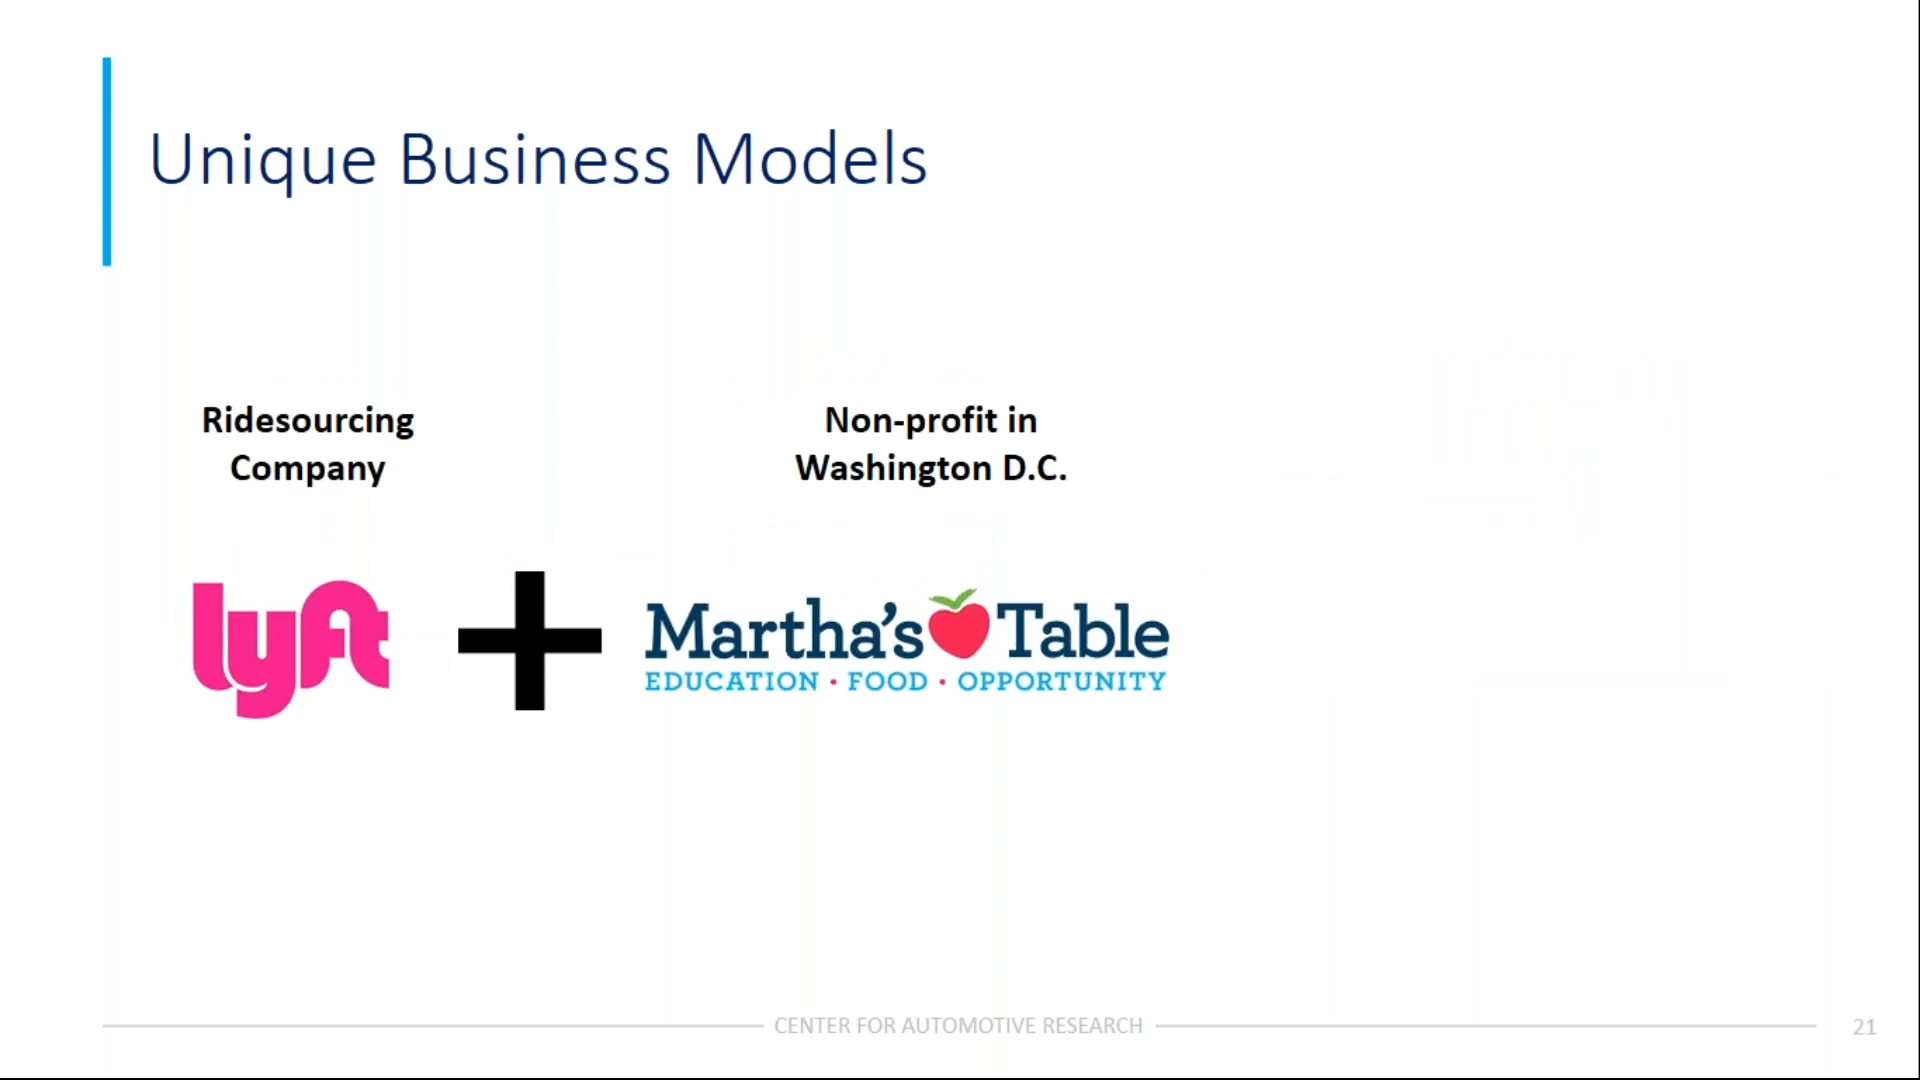 Unique Business Models
Ridesourcing
Company
Non-profit in
Washington D.C.
lyft
Martha's Table
EDUCATION • FOOD • OPPORTUNITY
CENTER FOR AUTOMOTIVE RESEARCH
21